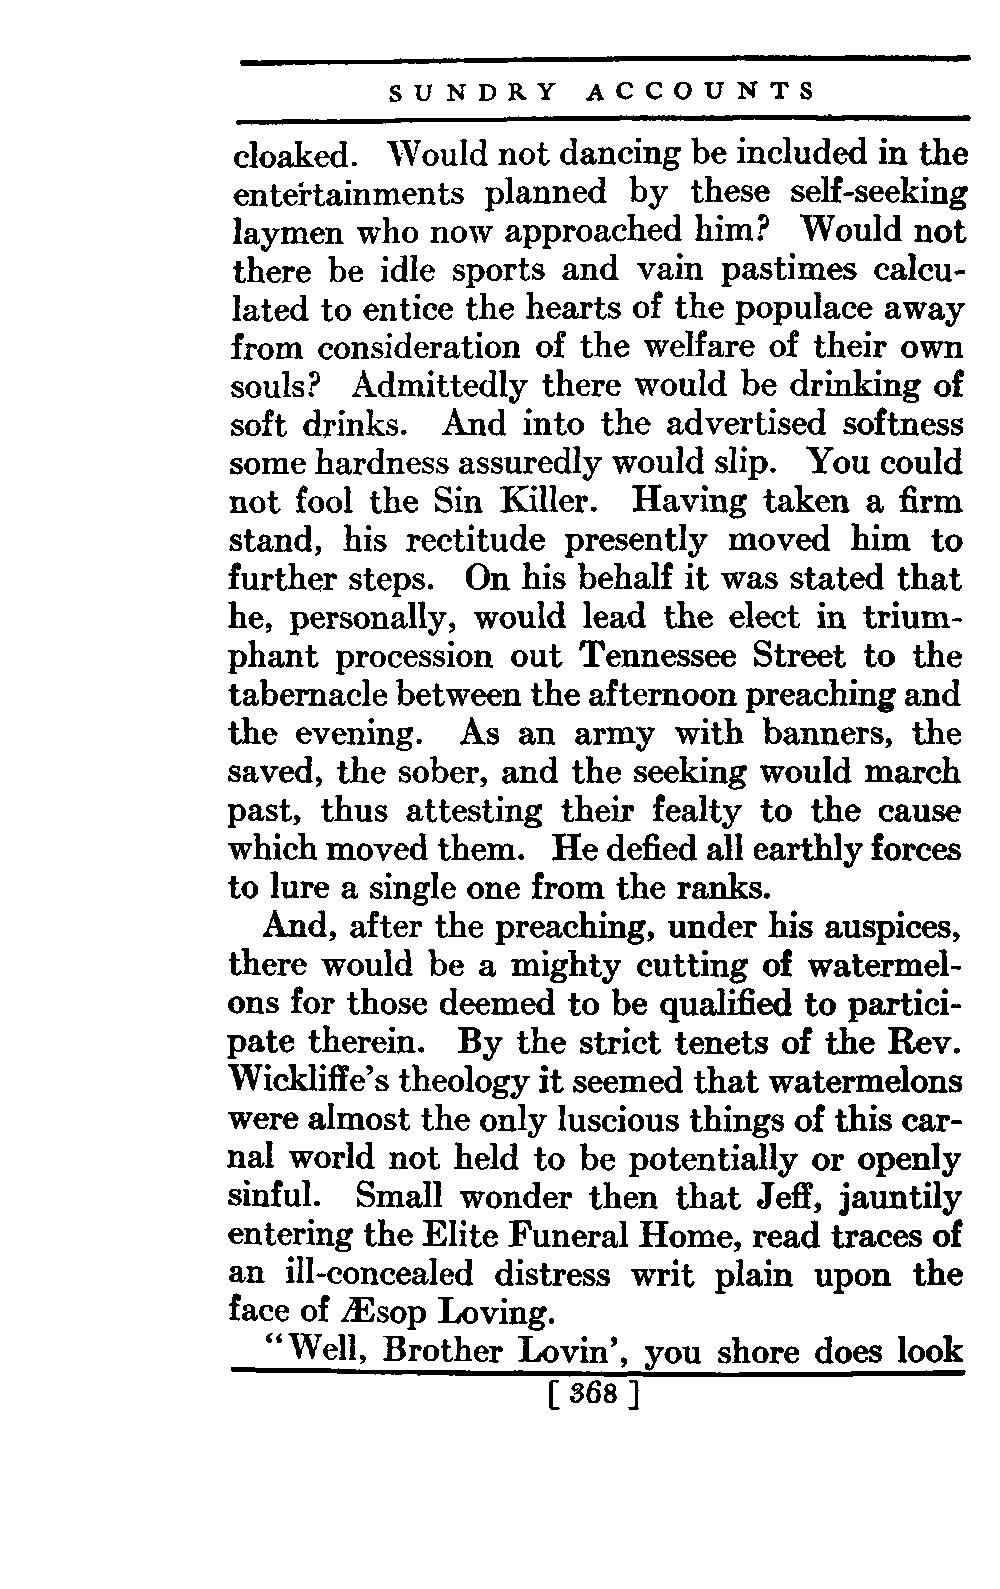 SUNDRY ACCOUNTS
cloaked. Would not dancing be included in the
entertainments planned by these self-seeking
laymen who now approached him? Would not
there be idle sports and vain pastimes calcu-
lated to entice the hearts of the populace away
from consideration of the welfare of their own
souls? Admittedly there would be drinking of
soft drinks. And into the advertised softness
some hardness assuredly would slip. You could
not fool the Sin Killer. Having taken a firm
stand, his rectitude presently moved him to
further steps. On his behalf it was stated that
he, personally, would lead the elect in trium-
phant procession out Tennessee Street to the
tabernacle between the afternoon preaching and
the evening. As an army with banners, the
saved, the sober, and the seeking would march
past, thus attesting their fealty to the cause
which moved them. He defied all earthly forces
to lure a single one from the ranks.
And, after the preaching, under his auspices,
there would be a mighty cutting of watermel-
ons for those deemed to be qualified to partici-
pate therein. By the strict tenets of the Rev.
Wickliffe's theology it seemed that watermelons
were almost the only luscious things of this car-
nal world not held to be potentially or openly
sinful. Small wonder then that Jeff, jauntily
entering the Elite Funeral Home, read traces of
an ill-concealed distress writ plain upon the
face of Æsop Loving.
"Well, Brother Lovin', you shore does look
[ 368 ]